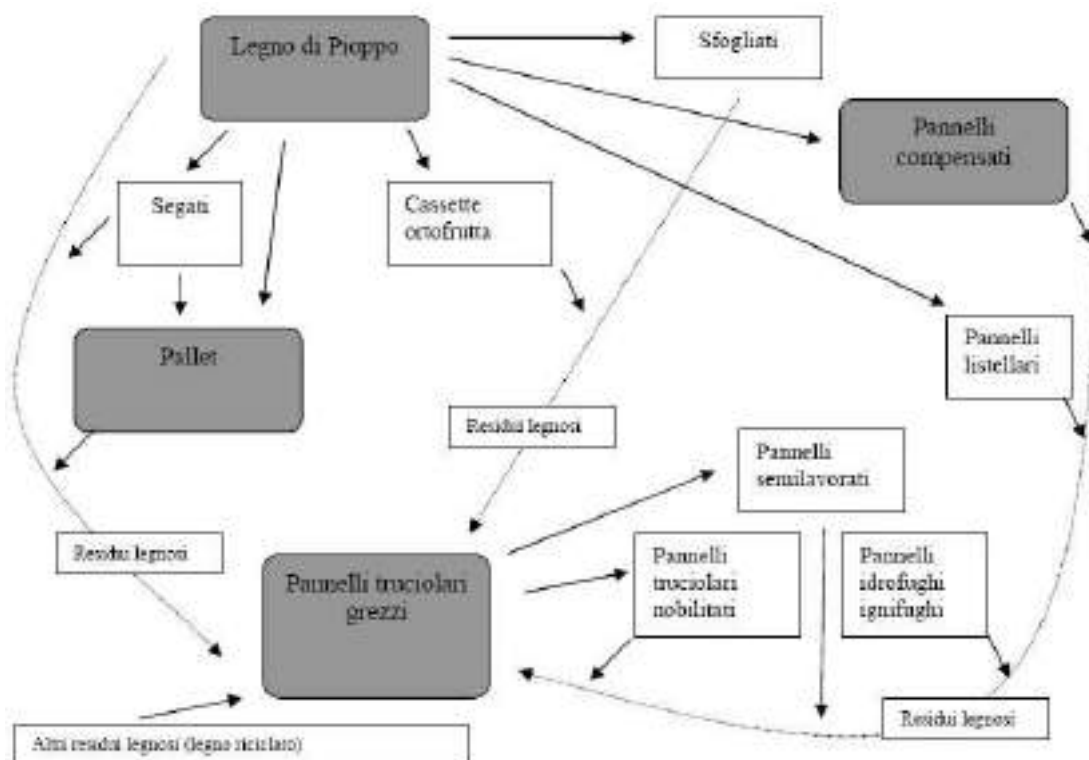 Legno di Pioppo
Sfogliati
Pannelli
compensati
Segati
Cassette
ortofrutta
Pallet
Pannelli
listellari
Residui legnosi
Pannelli
semilavorati
Residui legnosi
Pannelli truciolari
grezzi
Pannelli
truciolari
nobilitati
Pannelli
idrofughi
ignifughi
Residui legnosi
Altri residui legnosi (legno riciclato)